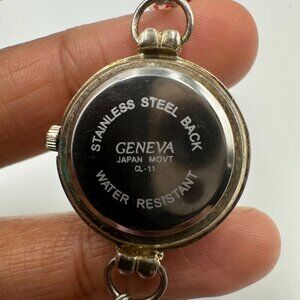 STAINLESS STEEL BACK
GENEVA
JAPAN MOVT
CL-11
WATER RESISTANT